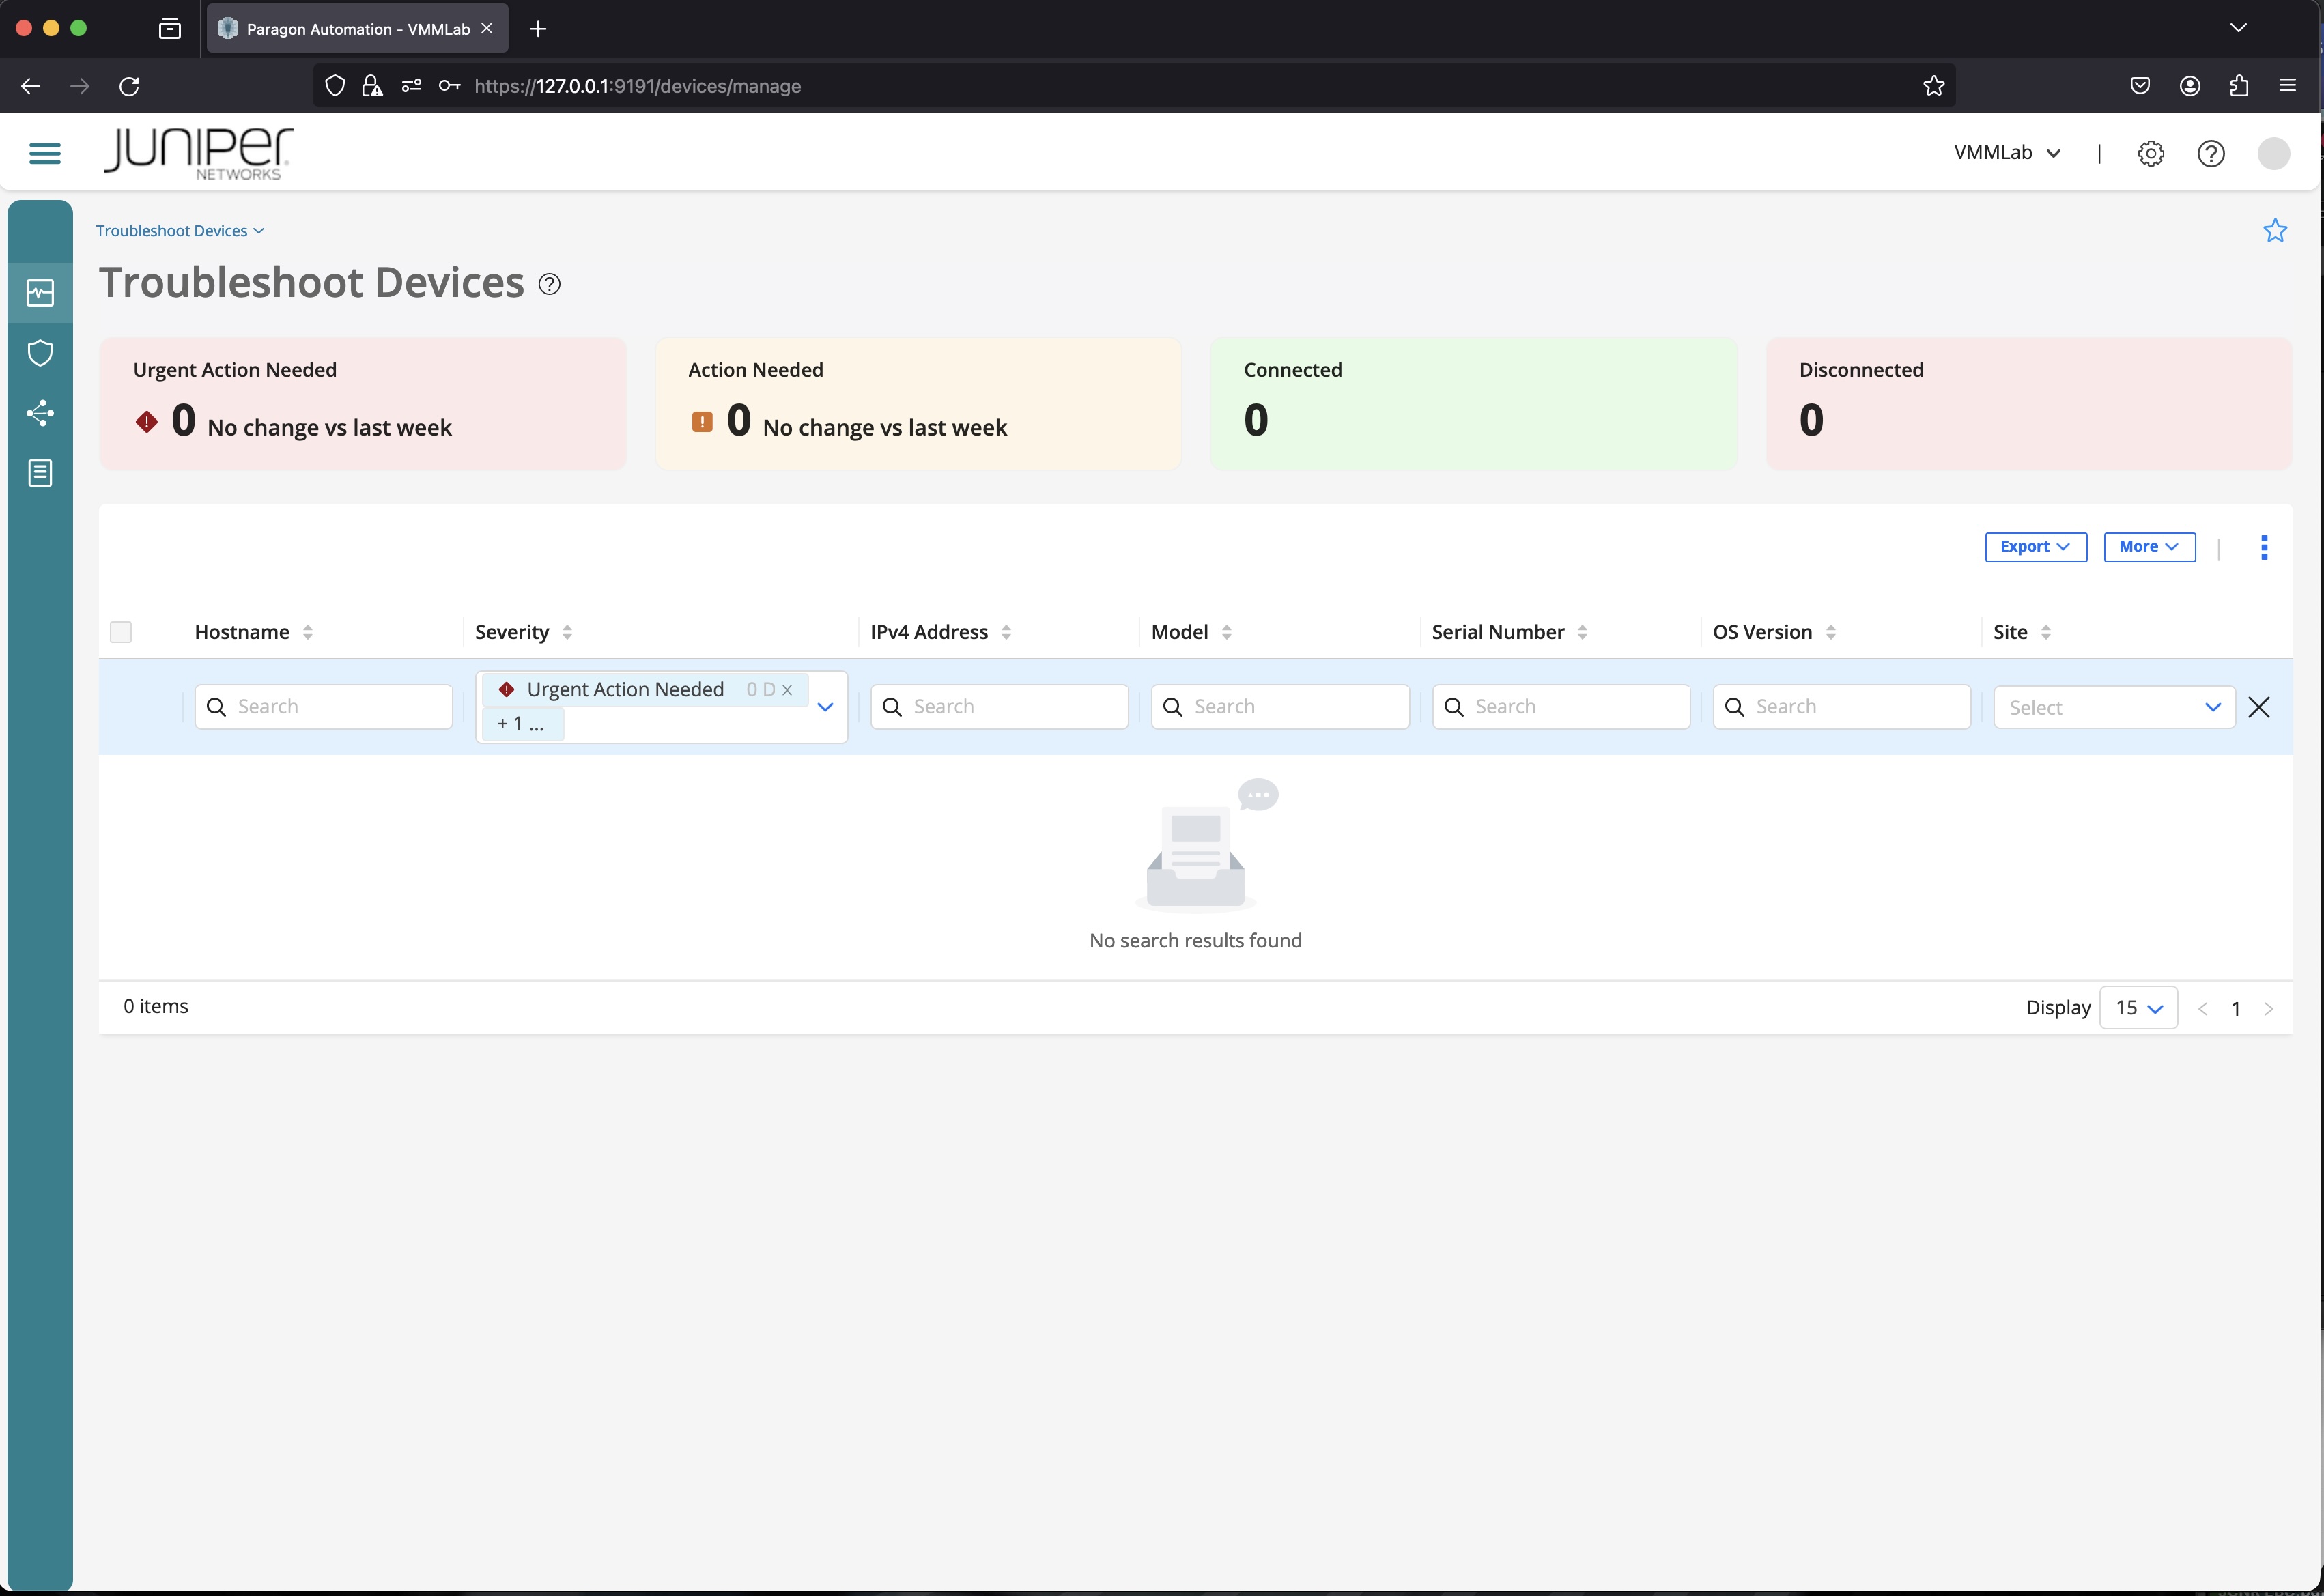 Paragon Automation - VMMLab
https://127.0.0.1:9191/devices/manage
JUNIPEr
NETWORKS
VMMLab
Troubleshoot Devices
Troubleshoot Devices
Urgent Action Needed
0 No change vs last week
Action Needed
0 No change vs last week
Connected
0
Disconnected
0
Export
More
Hostname
Severity
IPv4 Address
Model
Serial Number
OS Version
Site
Search
Urgent Action Needed 0 D
+ 1 ...
Search
Search
Search
Search
Select
No search results found
0 items
Display 15 < 1 >